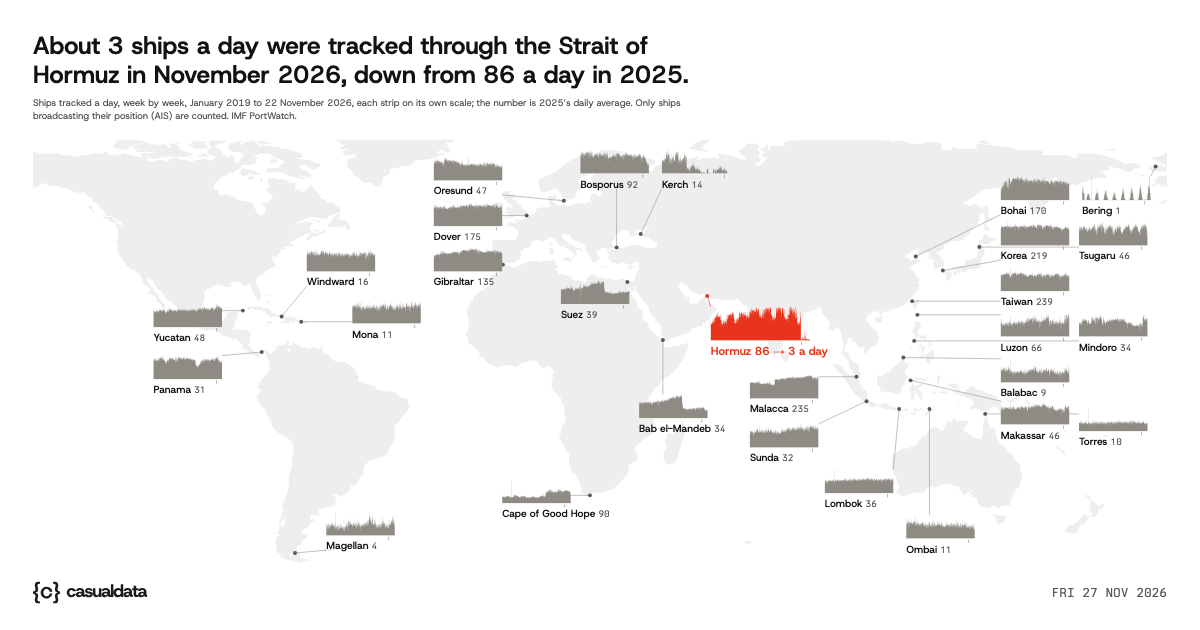 About 3 ships a day were tracked through the Strait of
Hormuz in November 2026, down from 86 a day in 2025.
Ships tracked a day, week by week, January 2019 to 22 November 2026, each strip on its own scale; the number is 2025's daily average. Only ships
broadcasting their position (AIS) are counted. IMF PortWatch.
Oresund 47
Bosporus 92
Kerch 14
Bohai 170
Bering 1
Dover 175
Korea 219
Tsugaru 46
Windward 16
Gibraltar 135
Taiwan 239
Suez 39
Yucatan 48
Mona 11
Luzon 66
Mindoro 34
Hormuz 86 → 3 a day
Panama 31
Balabac 9
Malacca 235
Bab el-Mandeb 34
Makassar 46
Torres 10
Sunda 32
Lombok 36
Cape of Good Hope 90
Magellan 4
Ombai 11
{c} casualdata
FRI 27 NOV 2026